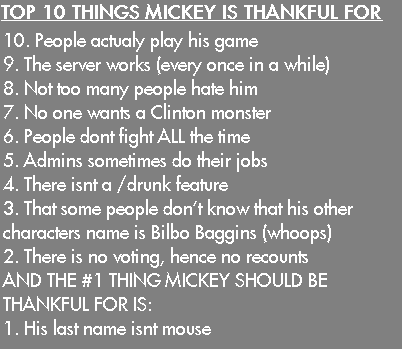 TOP 10 THINGS MICKEY IS THANKFUL FOR
10. People actualy play his game
9. The server works (every once in a while)
8. Not too many people hate him
7. No one wants a Clinton monster
6. People dont fight ALL the time
5. Admins sometimes do their jobs
4. There isnt a /drunk feature
3. That some people don't know that his other
characters name is Bilbo Baggins (whoops)
2. There is no voting, hence no recounts
AND THE #1 THING MICKEY SHOULD BE
THANKFUL FOR IS:
1. His last name isnt mouse